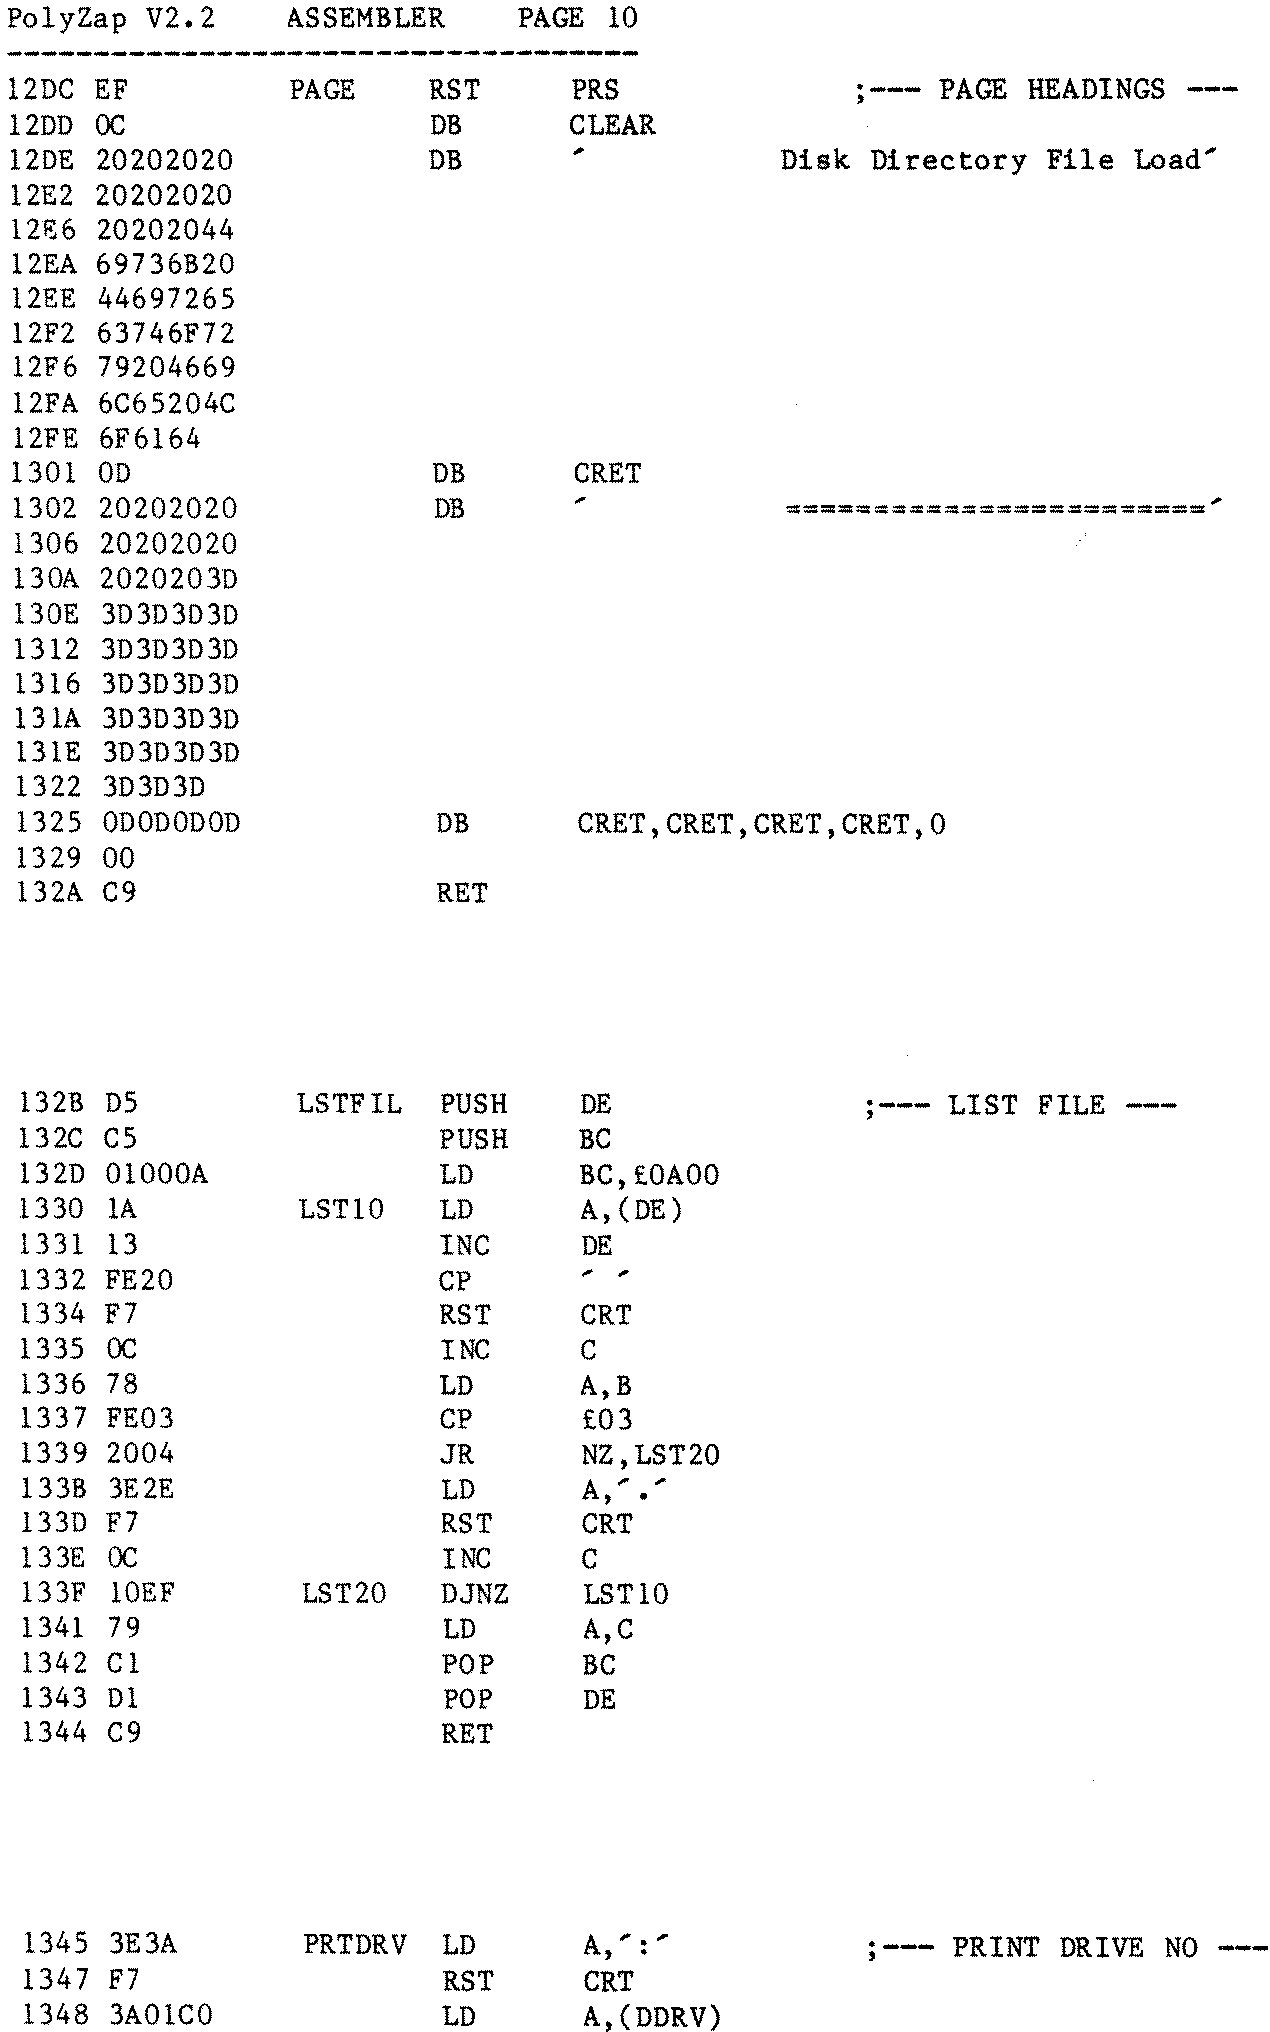 PolyZap V2.2    ASSEMBLER    PAGE 10
------------------------------------
12DC EF         PAGE    RST     PRS             ;--- PAGE HEADINGS ---
12DD 0C                 DB      CLEAR
12DE 20202020           DB      ´           Disk Directory File Load´
12E2 20202020
12E6 20202044
12EA 69736B20
12EE 44697265
12F2 63746F72
12F6 79204669
12FA 6C65204C
12FE 6F6164
1301 0D                 DB      CRET
1302 20202020           DB      ´           ========================´
1306 20202020
130A 2020203D
130E 3D3D3D3D
1312 3D3D3D3D
1316 3D3D3D3D
131A 3D3D3D3D
131E 3D3D3D3D
1322 3D3D3D
1325 0D0D0D0D           DB      CRET,CRET,CRET,CRET,0
1329 00
132A C9                 RET
132B D5         LSTFIL  PUSH    DE              ;--- LIST FILE ---
132C C5                 PUSH    BC
132D 01000A             LD      BC,£0A00
1330 1A         LST10   LD      A,(DE)
1331 13                 INC     DE
1332 FE20               CP      ´ ´
1334 F7                 RST     CRT
1335 0C                 INC     C
1336 78                 LD      A,B
1337 FE03               CP      £03
1339 2004               JR      NZ,LST20
133B 3E2E               LD      A,´.´
133D F7                 RST     CRT
133E 0C                 INC     C
133F 10EF       LST20   DJNZ    LST10
1341 79                 LD      A,C
1342 C1                 POP     BC
1343 D1                 POP     DE
1344 C9                 RET
1345 3E3A       PRTDRV  LD      A,´:´           ;--- PRINT DRIVE NO ---
1347 F7                 RST     CRT
1348 3A01C0             LD      A,(DDRV)